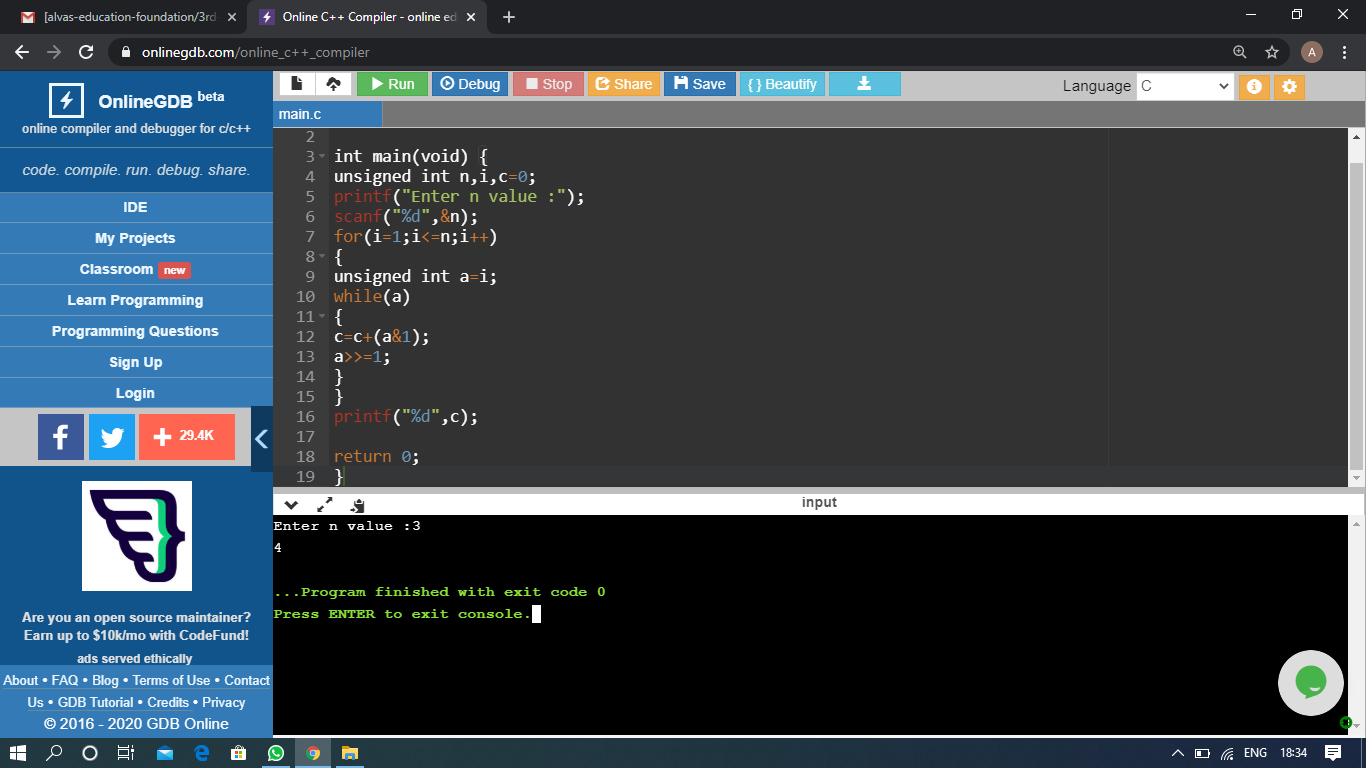 [alvas-education-foundation/3rd
Online C++ Compiler - online ed
onlinegdb.com/online_c++_compiler
A
OnlineGDB beta
online compiler and debugger for c/c++
code. compile. run. debug. share.
IDE
My Projects
Classroom new
Learn Programming
Programming Questions
Sign Up
Login
29.4K
Are you an open source maintainer?
Earn up to $10k/mo with CodeFund!
ads served ethically
About • FAQ • Blog • Terms of Use • Contact
Us • GDB Tutorial • Credits • Privacy
© 2016 - 2020 GDB Online
Run Debug Stop Share Save { } Beautify
Language C
main.c
2
3 int main(void) {
4 unsigned int n,i,c=0;
5 printf("Enter n value :");
6 scanf("%d",&n);
7 for(i=1;i<=n;i++)
8 {
9 unsigned int a=i;
10 while(a)
11 {
12 c=c+(a&1);
13 a>>=1;
14 }
15 }
16 printf("%d",c);
17
18 return 0;
19 }
input
Enter n value :3
4
...Program finished with exit code 0
Press ENTER to exit console.
ENG 18:34